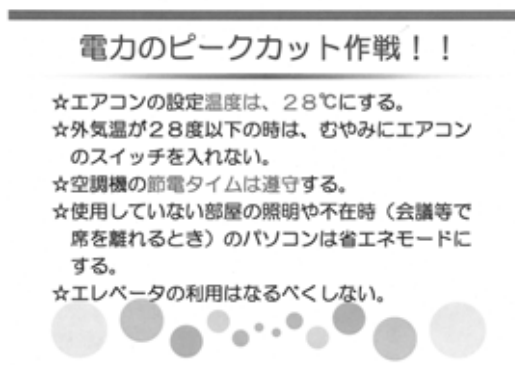 電力のピークカット作戦！！
☆エアコンの設定温度は、２８℃にする。
☆外気温が２８度以下の時は、むやみにエアコン
のスイッチを入れない。
☆空調機の節電タイムは遵守する。
☆使用していない部屋の照明や不在時（会議等で
席を離れるとき）のパソコンは省エネモードに
する。
☆エレベータの利用はなるべくしない。